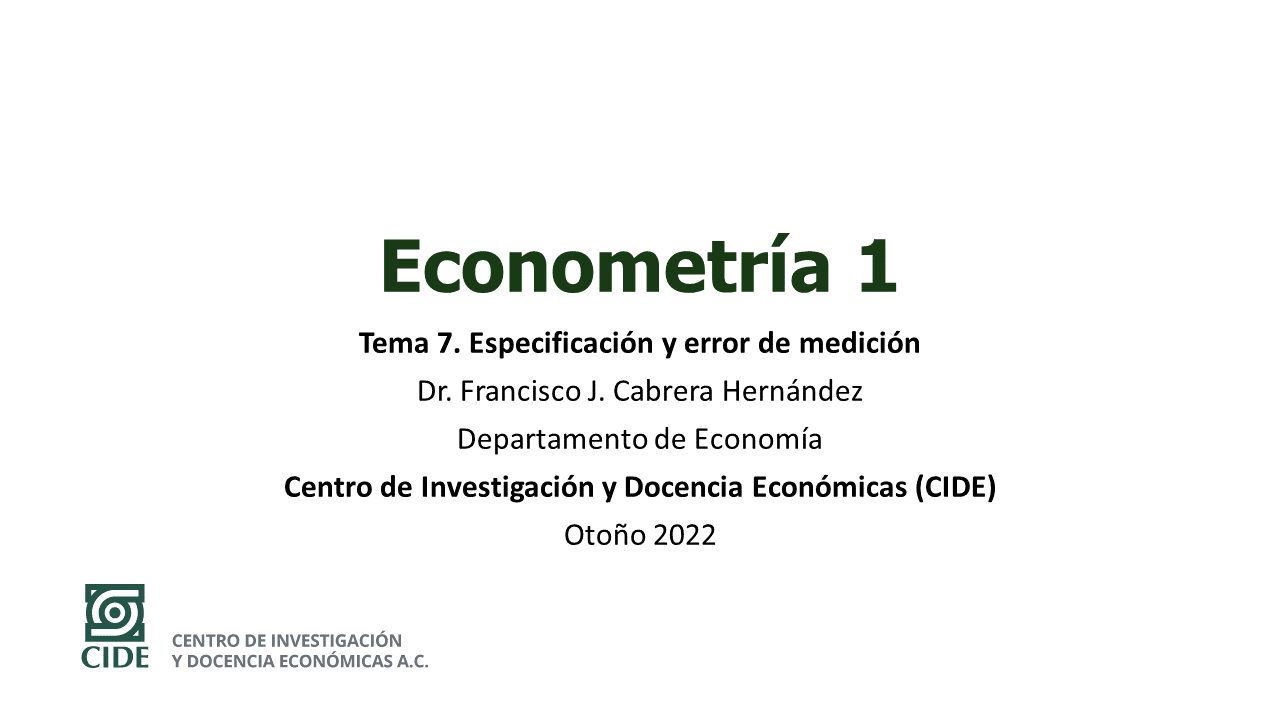 Econometría 1
Tema 7. Especificación y error de medición
Dr. Francisco J. Cabrera Hernández
Departamento de Economía
Centro de Investigación y Docencia Económicas (CIDE)
Otoño 2022
CIDE
CENTRO DE INVESTIGACIÓN
Y DOCENCIA ECONÓMICAS A.C.